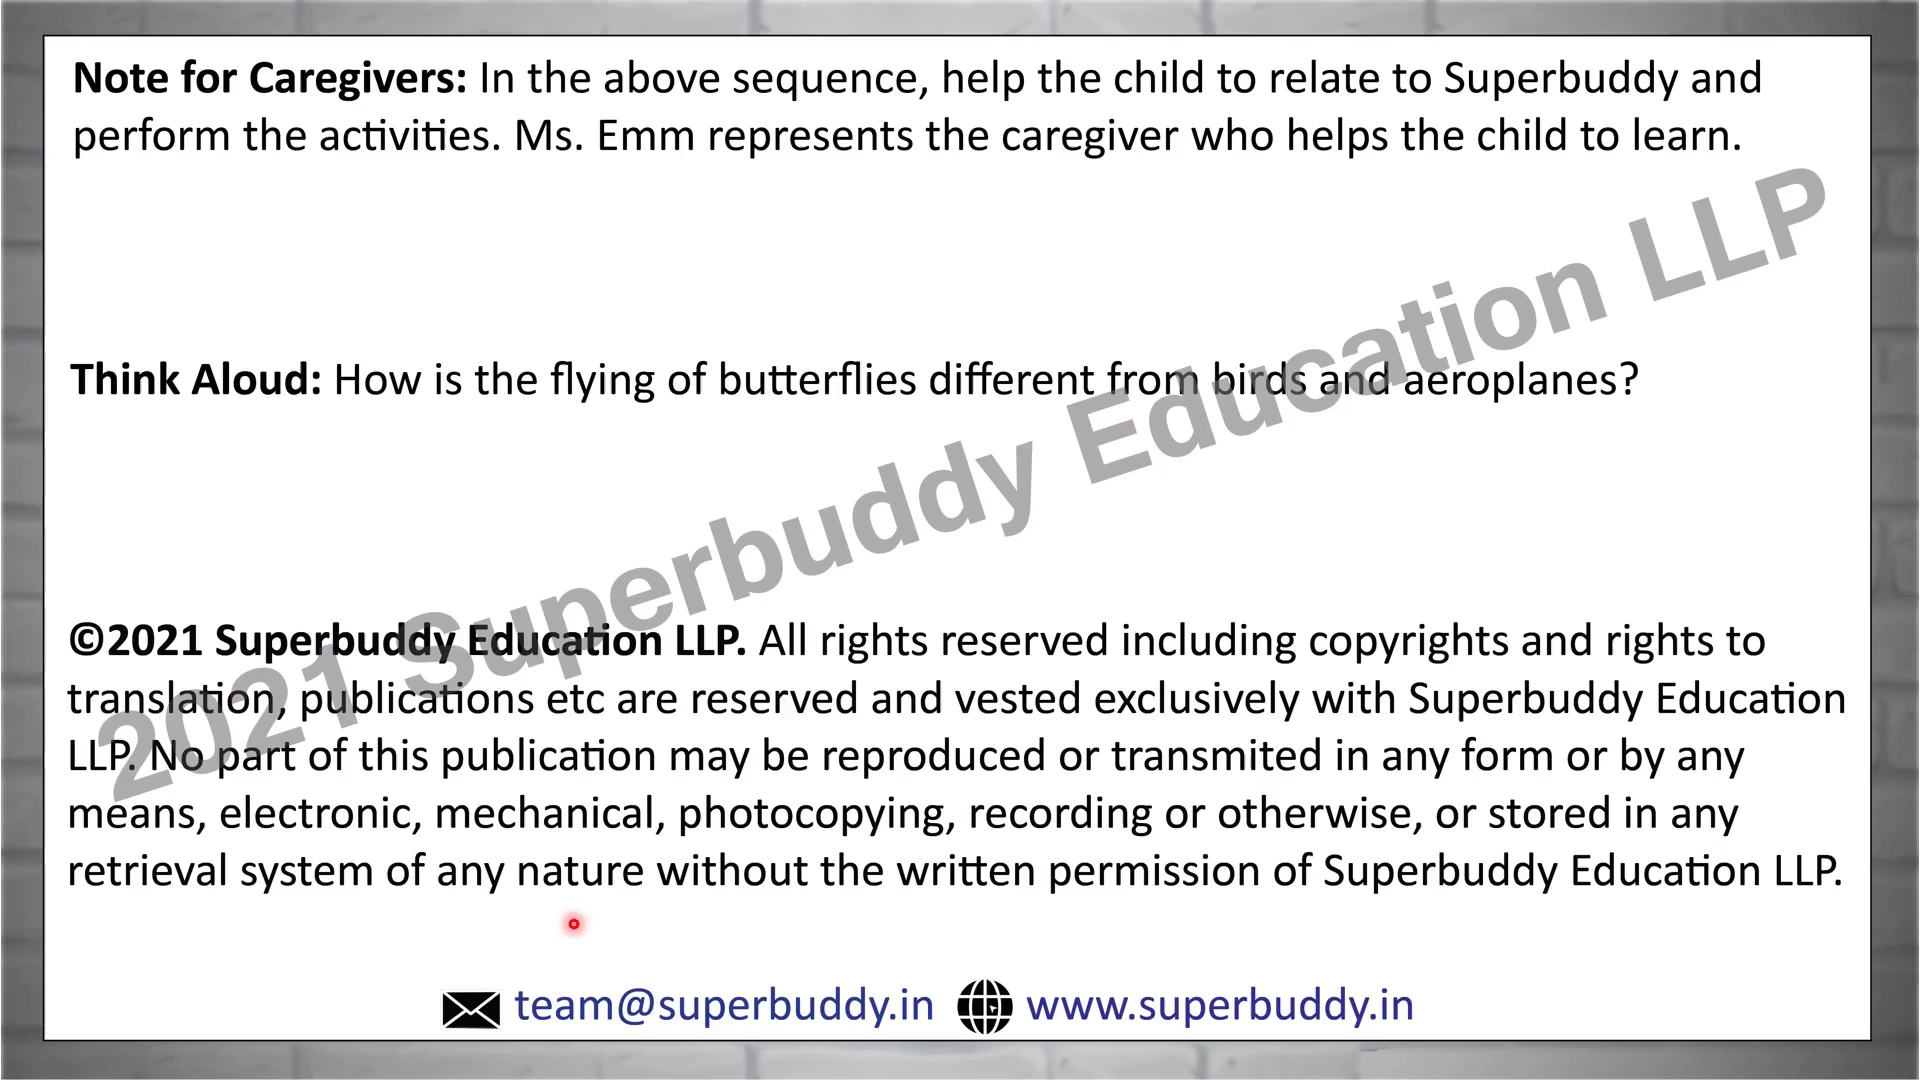 Note for Caregivers: In the above sequence, help the child to relate to Superbuddy and
perform the activities. Ms. Emm represents the caregiver who helps the child to learn.
Think Aloud: How is the flying of butterflies different from birds and aeroplanes?
2021 Superbuddy Education LLP
©2021 Superbuddy Education LLP. All rights reserved including copyrights and rights to
translation, publications etc are reserved and vested exclusively with Superbuddy Education
LLP. No part of this publication may be reproduced or transmited in any form or by any
means, electronic, mechanical, photocopying, recording or otherwise, or stored in any
retrieval system of any nature without the written permission of Superbuddy Education LLP.
team@superbuddy.in www.superbuddy.in